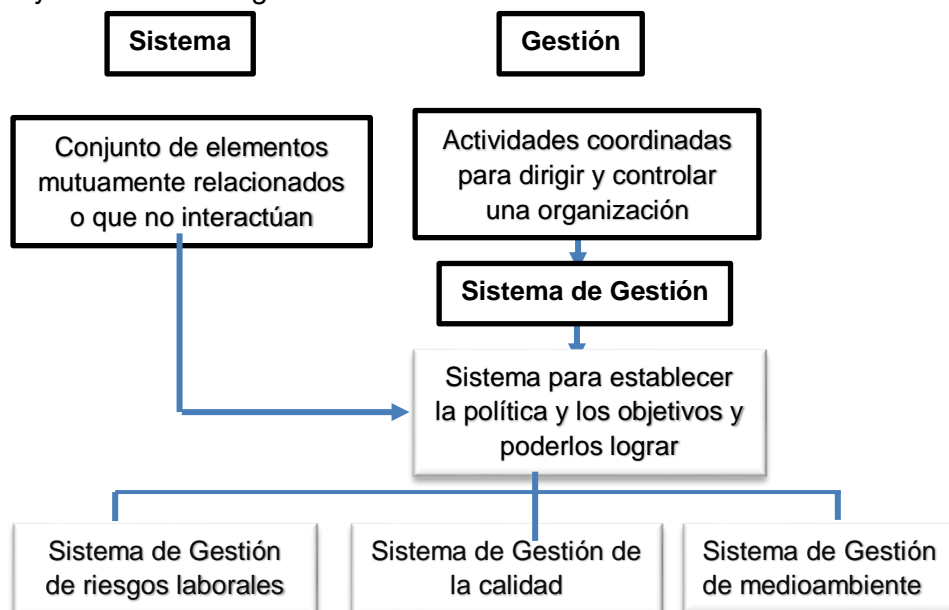 Sistema
Gestión
Conjunto de elementos
mutuamente relacionados
o que no interactúan
Actividades coordinadas
para dirigir y controlar
una organización
Sistema de Gestión
Sistema para establecer
la política y los objetivos y
poderlos lograr
Sistema de Gestión
de riesgos laborales
Sistema de Gestión de
la calidad
Sistema de Gestión
de medioambiente